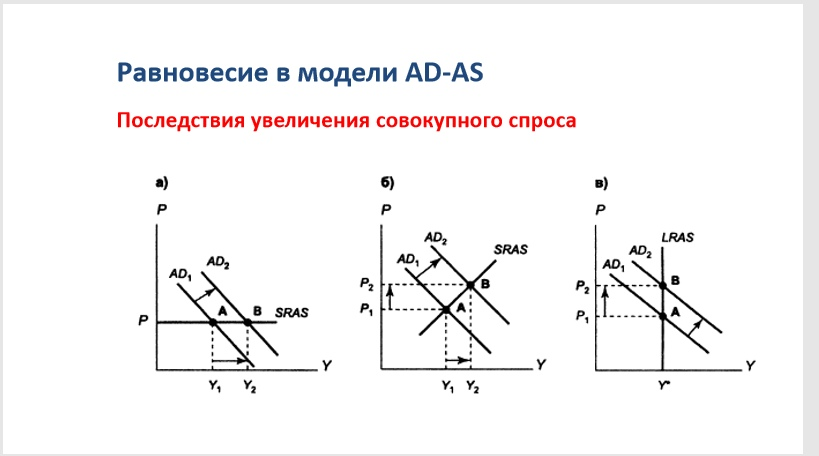 Равновесие в модели AD-AS
Последствия увеличения совокупного спроса
а)
P
AD₁
AD₂
A
B
SRAS
P
Y
Y₁
Y₂
б)
P
AD₂
AD₁
SRAS
P₂
B
P₁
A
Y
Y₁
Y₂
в)
P
LRAS
AD₂
AD₁
B
P₂
P₁
A
Y
Y*